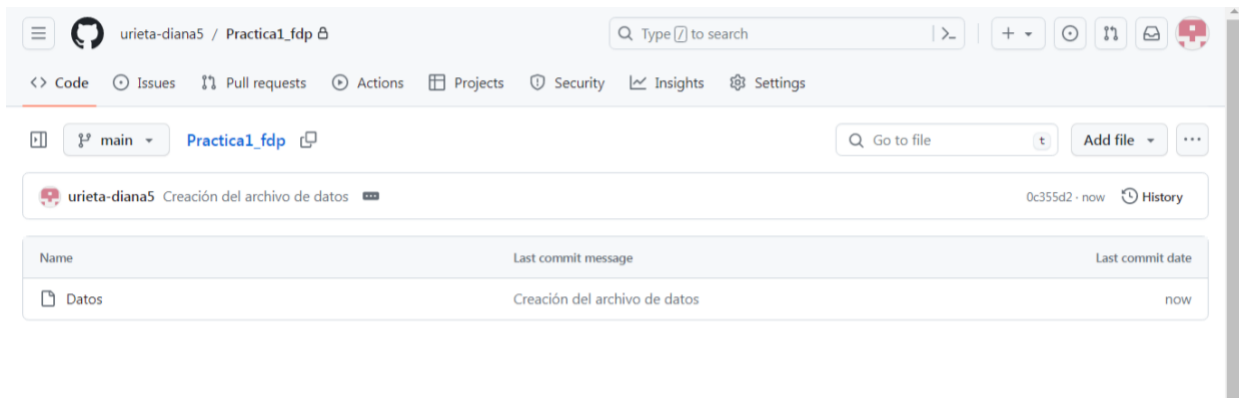 urieta-diana5 / Practica1_fdp Type / to search
Code Issues Pull requests Actions Projects Security Insights Settings
main Practica1_fdp Go to file t Add file
urieta-diana5 Creación del archivo de datos 0c355d2 · now History
Name Last commit message Last commit date
Datos Creación del archivo de datos now